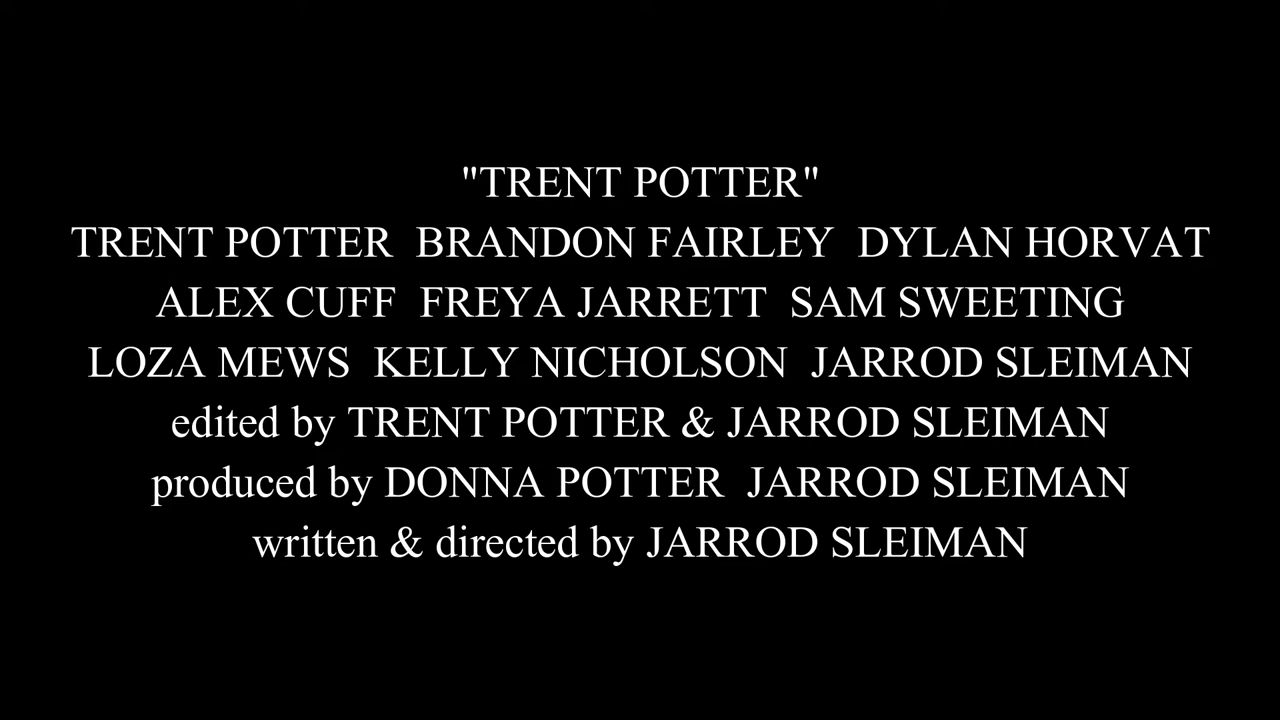 "TRENT POTTER"
TRENT POTTER BRANDON FAIRLEY DYLAN HORVAT
ALEX CUFF FREYA JARRETT SAM SWEETING
LOZA MEWS KELLY NICHOLSON JARROD SLEIMAN
edited by TRENT POTTER & JARROD SLEIMAN
produced by DONNA POTTER JARROD SLEIMAN
written & directed by JARROD SLEIMAN